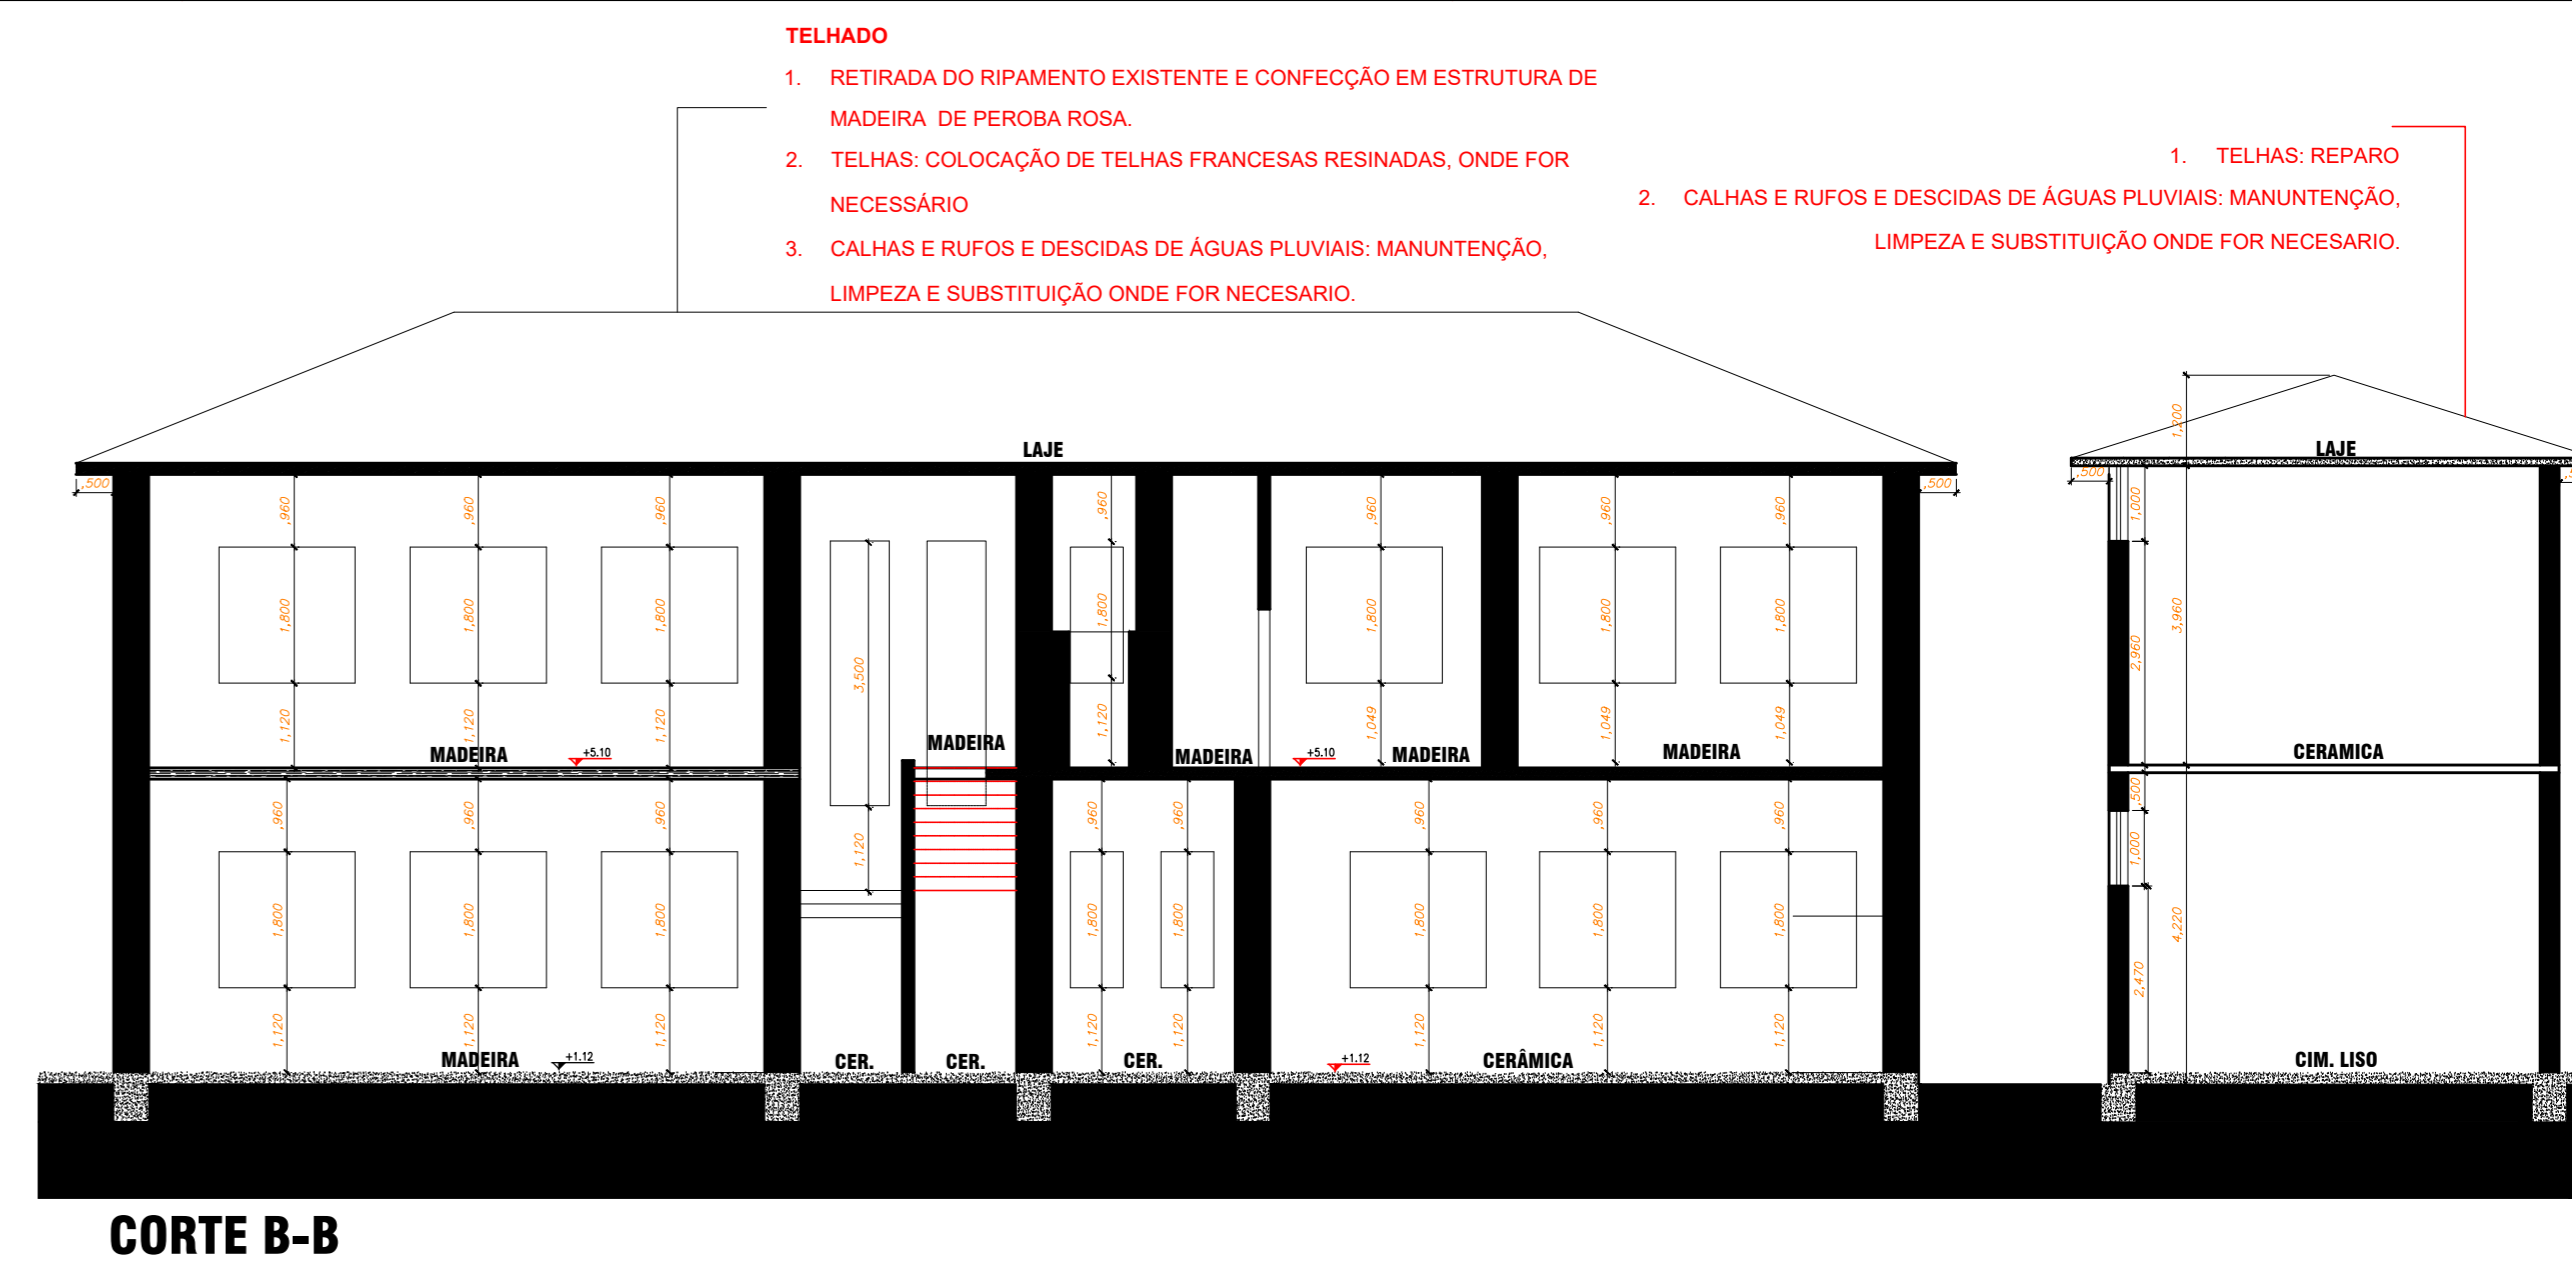 TELHADO
1. RETIRADA DO RIPAMENTO EXISTENTE E CONFECÇÃO EM ESTRUTURA DE
MADEIRA DE PEROBA ROSA.
2. TELHAS: COLOCAÇÃO DE TELHAS FRANCESAS RESINADAS, ONDE FOR
NECESSÁRIO
3. CALHAS E RUFOS E DESCIDAS DE ÁGUAS PLUVIAIS: MANUNTENÇÃO,
LIMPEZA E SUBSTITUIÇÃO ONDE FOR NECESARIO.
1. TELHAS: REPARO
2. CALHAS E RUFOS E DESCIDAS DE ÁGUAS PLUVIAIS: MANUNTENÇÃO,
LIMPEZA E SUBSTITUIÇÃO ONDE FOR NECESARIO.
1,200
LAJE LAJE
,500 ,500 ,500
,960 ,960 ,960 ,960 ,960 ,960 ,960 1,000
1,800 1,800 1,800 3,500 1,800 1,800 1,800 1,800 2,960 3,960
1,120 1,120 1,120 1,120 1,049 1,049 1,049
MADEIRA +5.10 MADEIRA MADEIRA +5.10 MADEIRA MADEIRA CERAMICA
,960 ,960 ,960 1,120 ,960 ,960 ,960 ,960 ,960 ,500
1,000
1,800 1,800 1,800 1,800 1,800 1,800 1,800 1,800 4,220
2,470
1,120 1,120 1,120 1,120 1,120 1,120 1,120 1,120
MADEIRA +1.12 CER. CER. CER. +1.12 CERÂMICA CIM. LISO
CORTE B-B